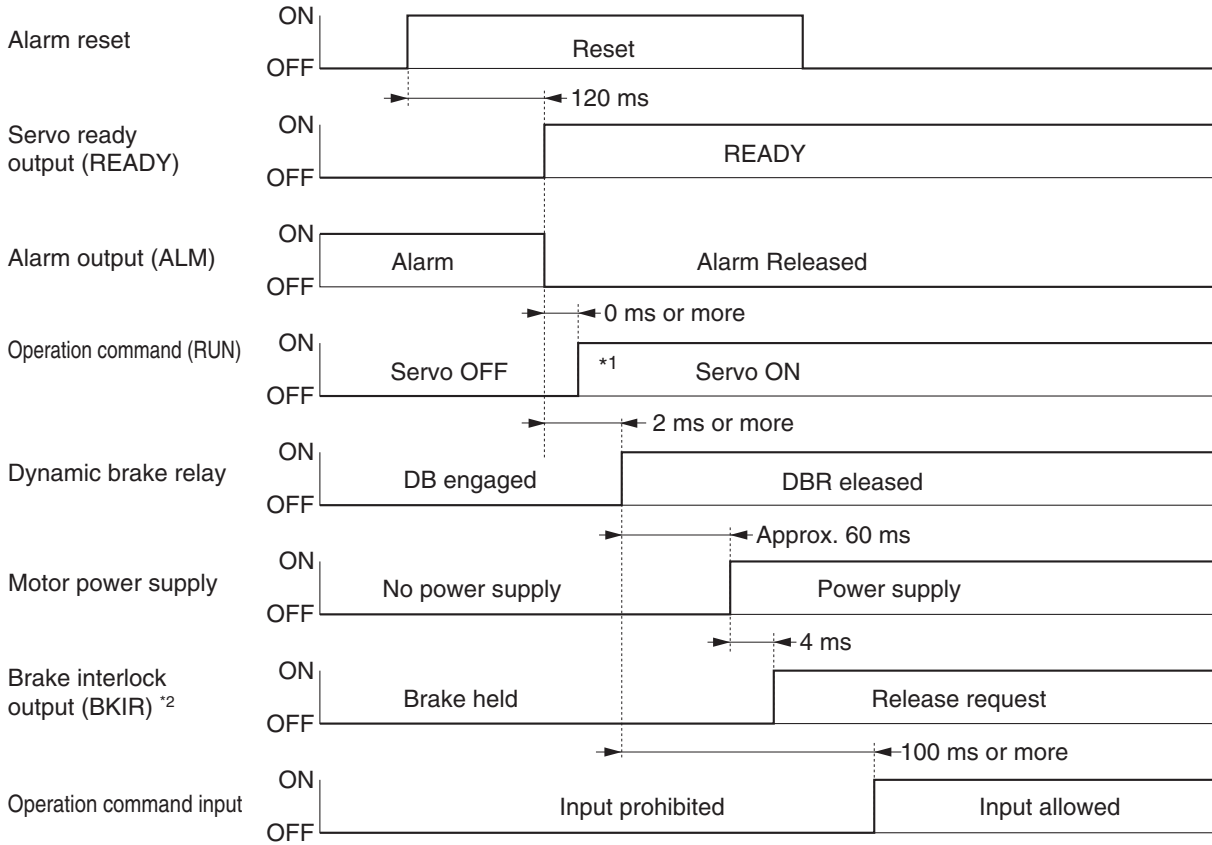 ON
Alarm reset
Reset
OFF
120 ms
ON
Servo ready
output (READY)
READY
OFF
ON
Alarm output (ALM)
Alarm
Alarm Released
OFF
0 ms or more
ON
Operation command (RUN)
Servo OFF
*1
Servo ON
OFF
2 ms or more
ON
Dynamic brake relay
DB engaged
DBR eleased
OFF
Approx. 60 ms
ON
Motor power supply
No power supply
Power supply
OFF
4 ms
ON
Brake interlock
output (BKIR) *2
Brake held
Release request
OFF
100 ms or more
ON
Operation command input
Input prohibited
Input allowed
OFF